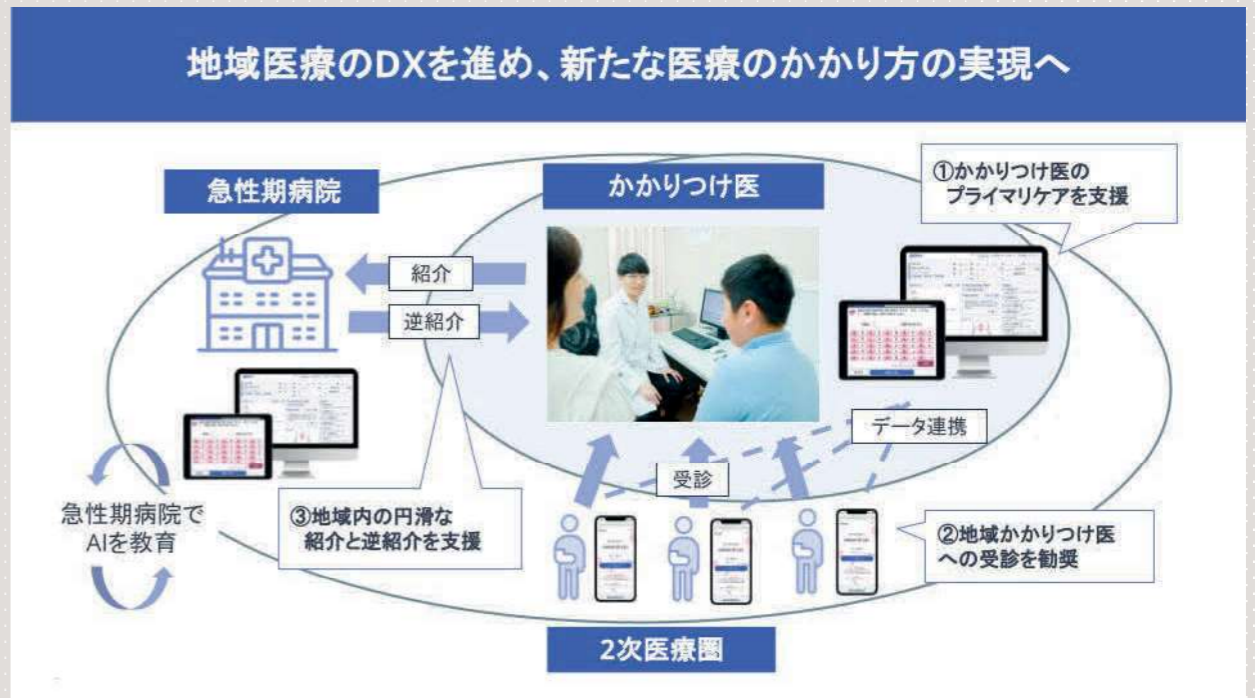 地域医療のDXを進め、新たな医療のかかり方の実現へ
急性期病院
かかりつけ医
①かかりつけ医の
プライマリケアを支援
紹介
逆紹介
データ連携
受診
急性期病院で
AIを教育
③地域内の円滑な
紹介と逆紹介を支援
②地域かかりつけ医
への受診を勧奨
2次医療圏